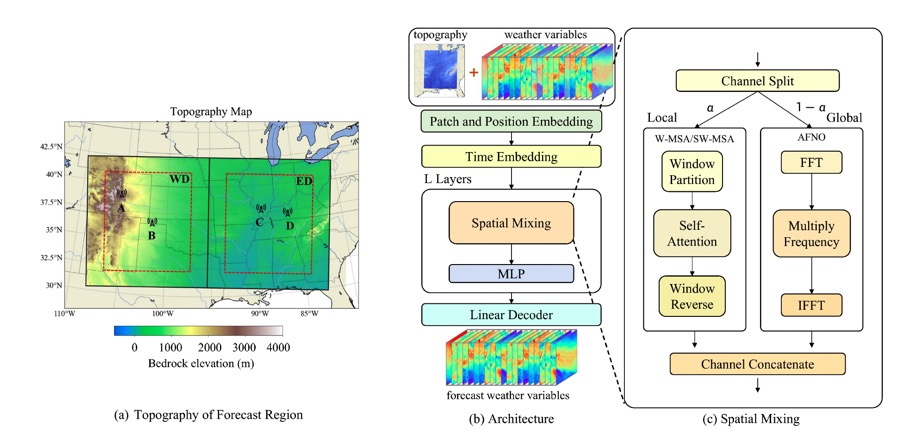 Topography Map
42.5°N
40°N
37.5°N
35°N
32.5°N
30°N
110°W
100°W
90°W
85°W
WD
ED
A
B
C
D
0 1000 2000 3000 4000
Bedrock elevation (m)
(a) Topography of Forecast Region
topography
weather variables
+
Patch and Position Embedding
Time Embedding
L Layers
Spatial Mixing
MLP
Linear Decoder
forecast weather variables
(b) Architecture
Channel Split
α
1 − α
Local
Global
W-MSA/SW-MSA
AFNO
Window
Partition
Self-
Attention
Window
Reverse
FFT
Multiply
Frequency
IFFT
Channel Concatenate
(c) Spatial Mixing